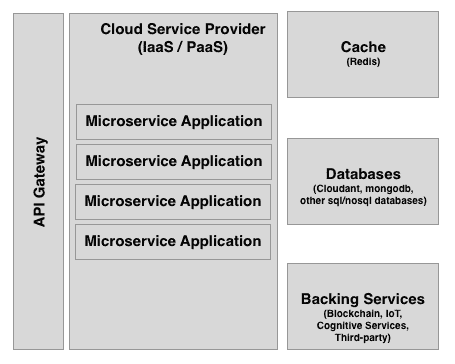 API Gateway
Cloud Service Provider
(IaaS / PaaS)
Microservice Application
Microservice Application
Microservice Application
Microservice Application
Cache
(Redis)
Databases
(Cloudant, mongodb,
other sql/nosql databases)
Backing Services
(Blockchain, IoT,
Cognitive Services,
Third-party)